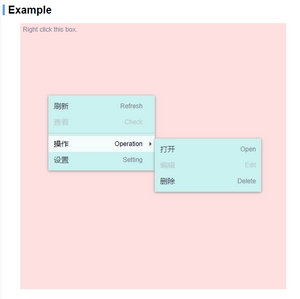 Example
Right click this box.
刷新 Refresh
查看 Check
操作 Operation
设置 Setting
打开 Open
编辑 Edit
删除 Delete